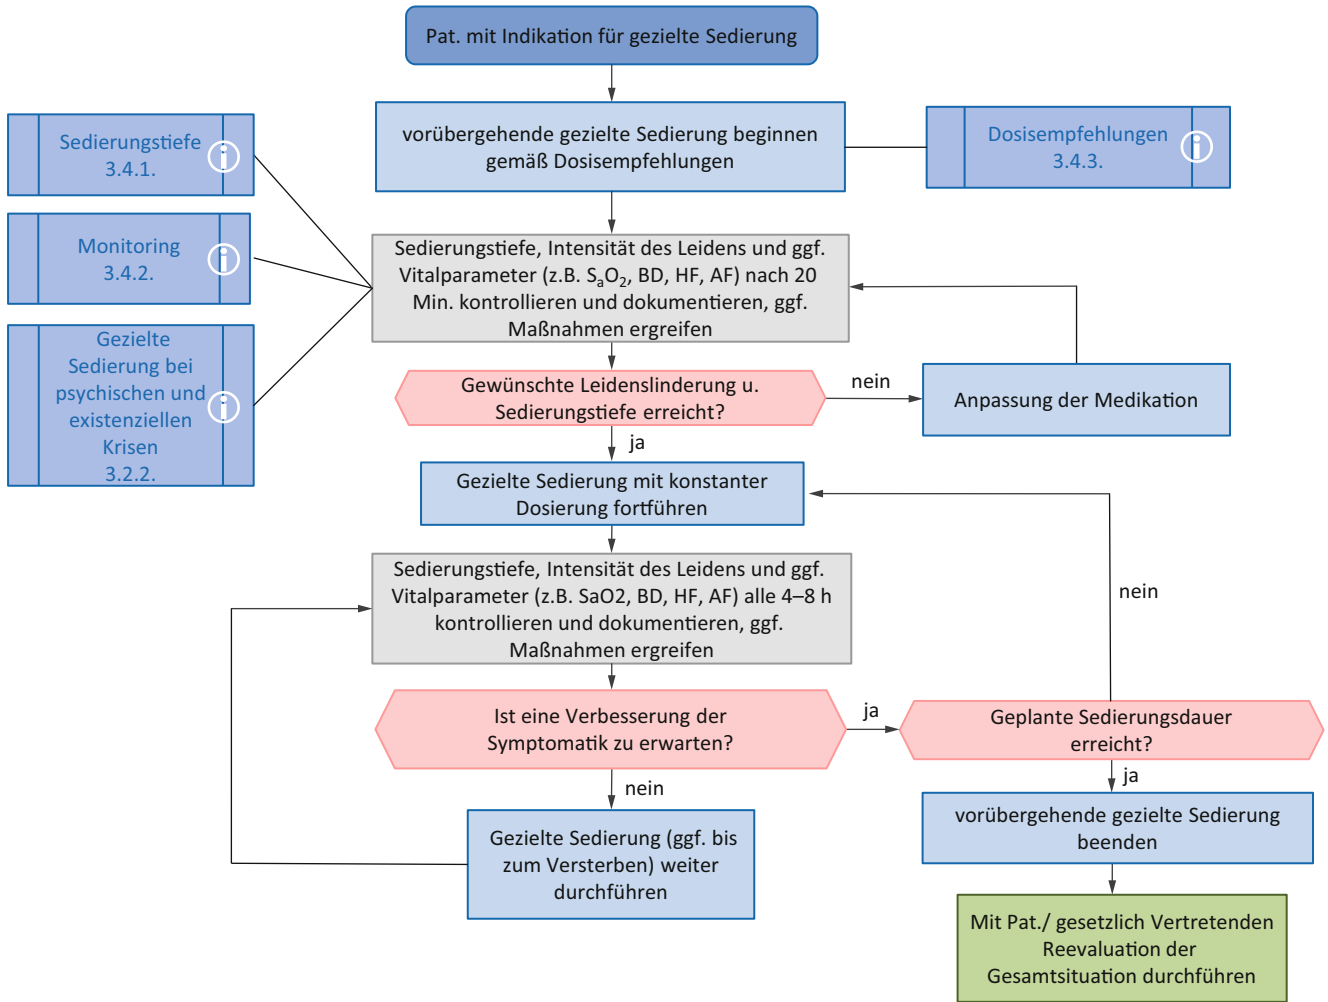 Pat. mit Indikation für gezielte Sedierung
vorübergehende gezielte Sedierung beginnen
gemäß Dosisempfehlungen
Dosisempfehlungen
3.4.3.
Sedierungstiefe
3.4.1.
Monitoring
3.4.2.
Gezielte
Sedierung bei
psychischen und
existenziellen
Krisen
3.2.2.
Sedierungstiefe, Intensität des Leidens und ggf.
Vitalparameter (z.B. SₐO₂, BD, HF, AF) nach 20
Min. kontrollieren und dokumentieren, ggf.
Maßnahmen ergreifen
Gewünschte Leidenslinderung u.
Sedierungstiefe erreicht?
nein
Anpassung der Medikation
ja
Gezielte Sedierung mit konstanter
Dosierung fortführen
Sedierungstiefe, Intensität des Leidens und ggf.
Vitalparameter (z.B. SaO2, BD, HF, AF) alle 4–8 h
kontrollieren und dokumentieren, ggf.
Maßnahmen ergreifen
nein
Ist eine Verbesserung der
Symptomatik zu erwarten?
ja
Geplante Sedierungsdauer
erreicht?
nein
ja
Gezielte Sedierung (ggf. bis
zum Versterben) weiter
durchführen
vorübergehende gezielte Sedierung
beenden
Mit Pat./ gesetzlich Vertretenden
Reevaluation der
Gesamtsituation durchführen